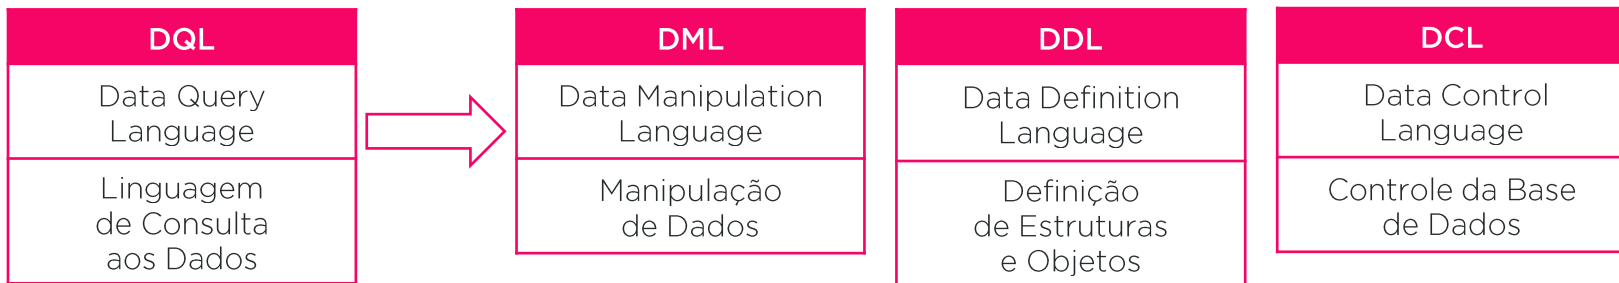 DQL
Data Query
Language
Linguagem
de Consulta
aos Dados
DML
Data Manipulation
Language
Manipulação
de Dados
DDL
Data Definition
Language
Definição
de Estruturas
e Objetos
DCL
Data Control
Language
Controle da Base
de Dados